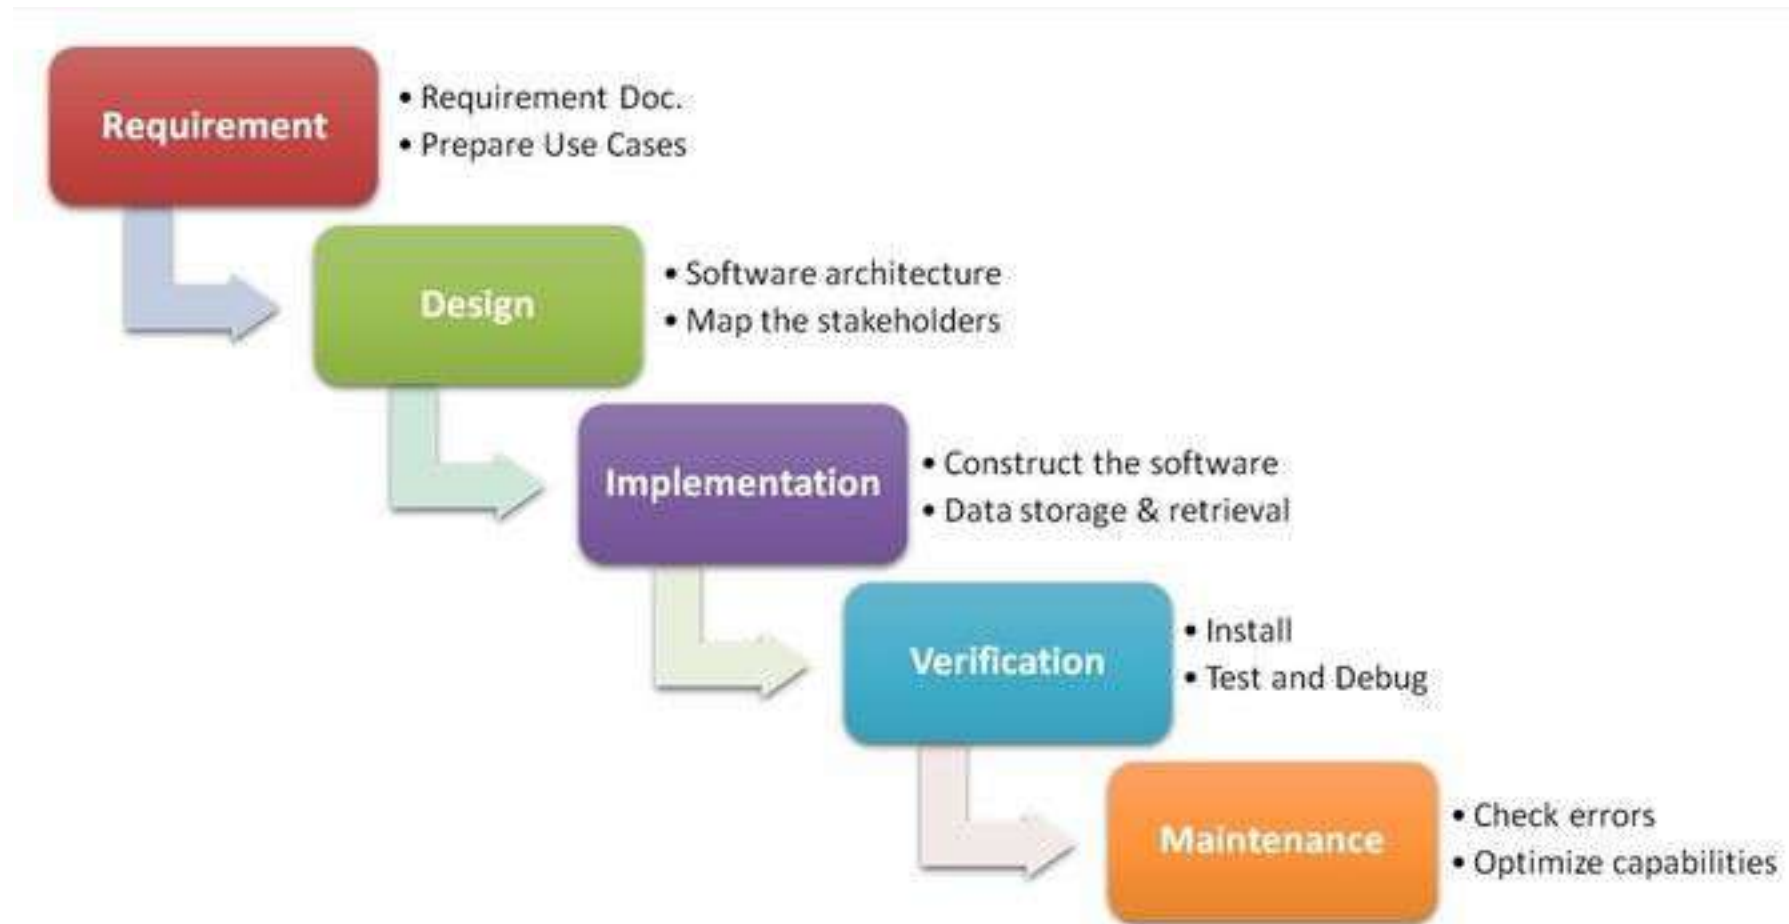 Requirement
• Requirement Doc.
• Prepare Use Cases
Design
• Software architecture
• Map the stakeholders
Implementation
• Construct the software
• Data storage & retrieval
Verification
• Install
• Test and Debug
Maintenance
• Check errors
• Optimize capabilities